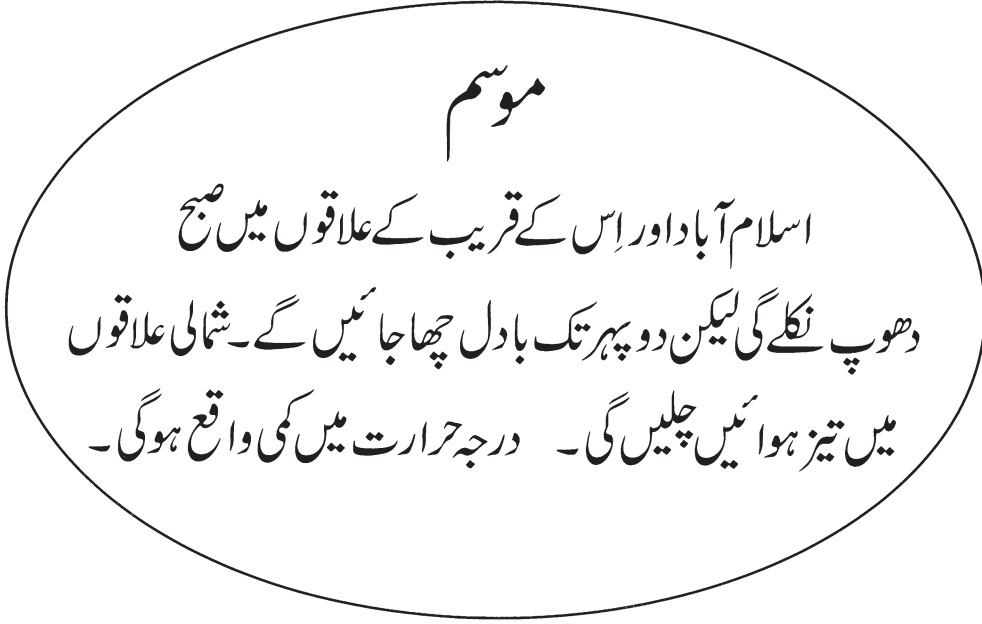 موسم
اسلام آباد اور اِس کے قریب کے علاقوں میں صبح
دھوپ نکلے گی لیکن دوپہر تک بادل چھا جائیں گے۔ شمالی علاقوں
میں تیز ہوائیں چلیں گی۔ درجہ حرارت میں کمی واقع ہوگی۔